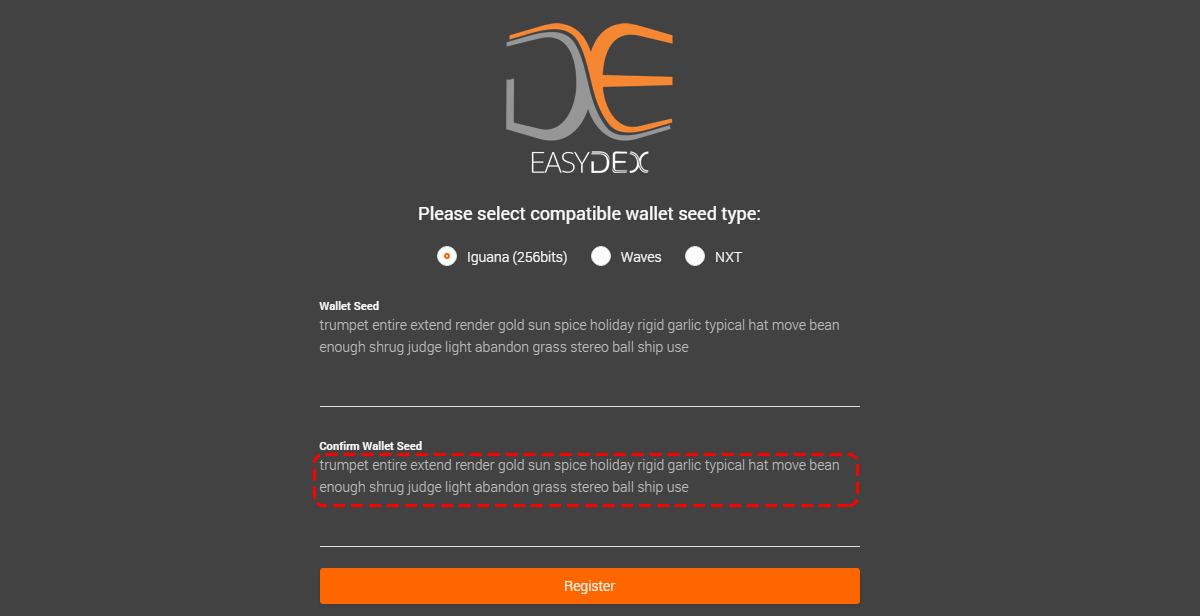 EASYDEX
Please select compatible wallet seed type:
Iguana (256bits) Waves NXT
Wallet Seed
trumpet entire extend render gold sun spice holiday rigid garlic typical hat move bean
enough shrug judge light abandon grass stereo ball ship use
Confirm Wallet Seed
trumpet entire extend render gold sun spice holiday rigid garlic typical hat move bean
enough shrug judge light abandon grass stereo ball ship use
Register